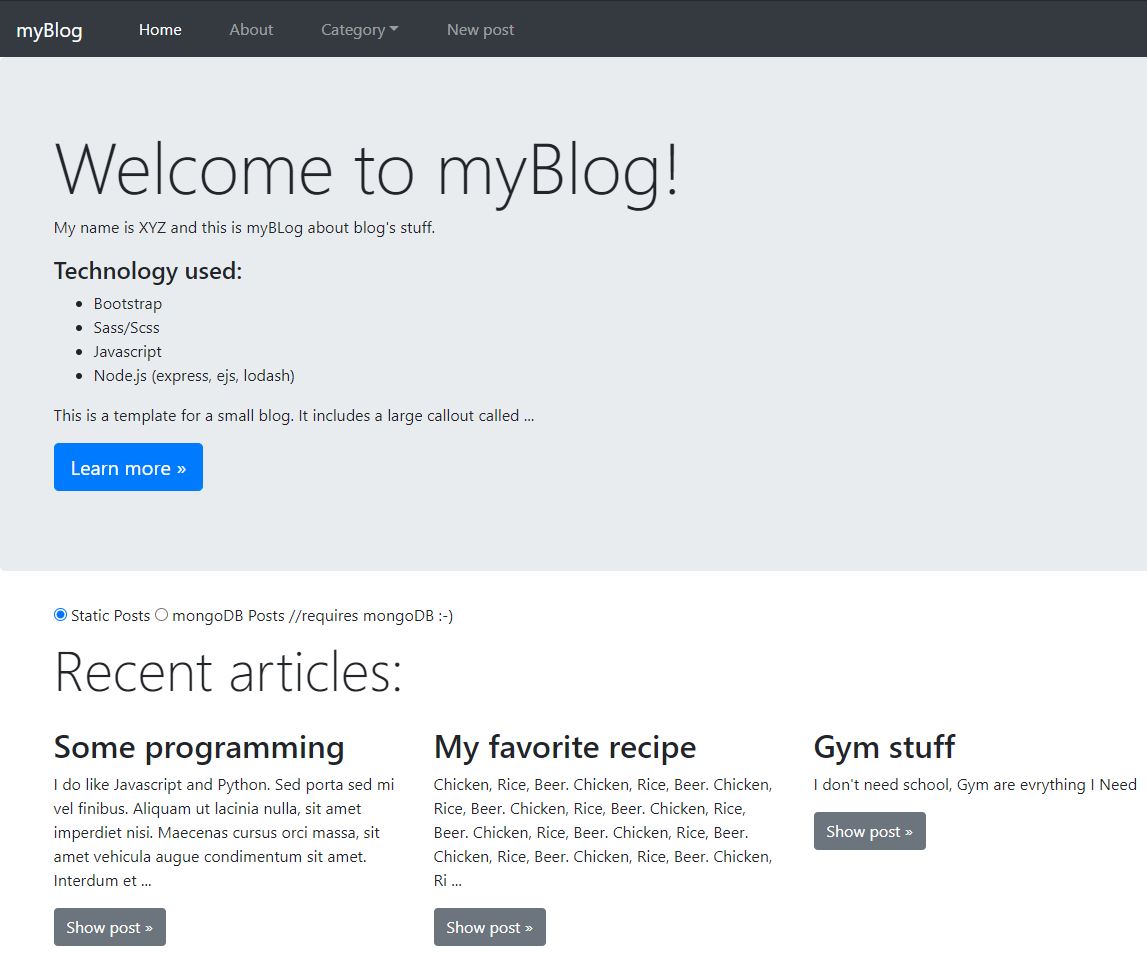 myBlog Home About Category New post
Welcome to myBlog!
My name is XYZ and this is myBLog about blog's stuff.
Technology used:
Bootstrap
Sass/Scss
Javascript
Node.js (express, ejs, lodash)
This is a template for a small blog. It includes a large callout called ...
Learn more »
Static Posts mongoDB Posts //requires mongoDB :-)
Recent articles:
Some programming
I do like Javascript and Python. Sed porta sed mi
vel finibus. Aliquam ut lacinia nulla, sit amet
imperdiet nisi. Maecenas cursus orci massa, sit
amet vehicula augue condimentum sit amet.
Interdum et ...
Show post »
My favorite recipe
Chicken, Rice, Beer. Chicken, Rice, Beer. Chicken,
Rice, Beer. Chicken, Rice, Beer. Chicken, Rice,
Beer. Chicken, Rice, Beer. Chicken, Rice, Beer.
Chicken, Rice, Beer. Chicken, Rice, Beer. Chicken,
Ri ...
Show post »
Gym stuff
I don't need school, Gym are evrything I Need
Show post »